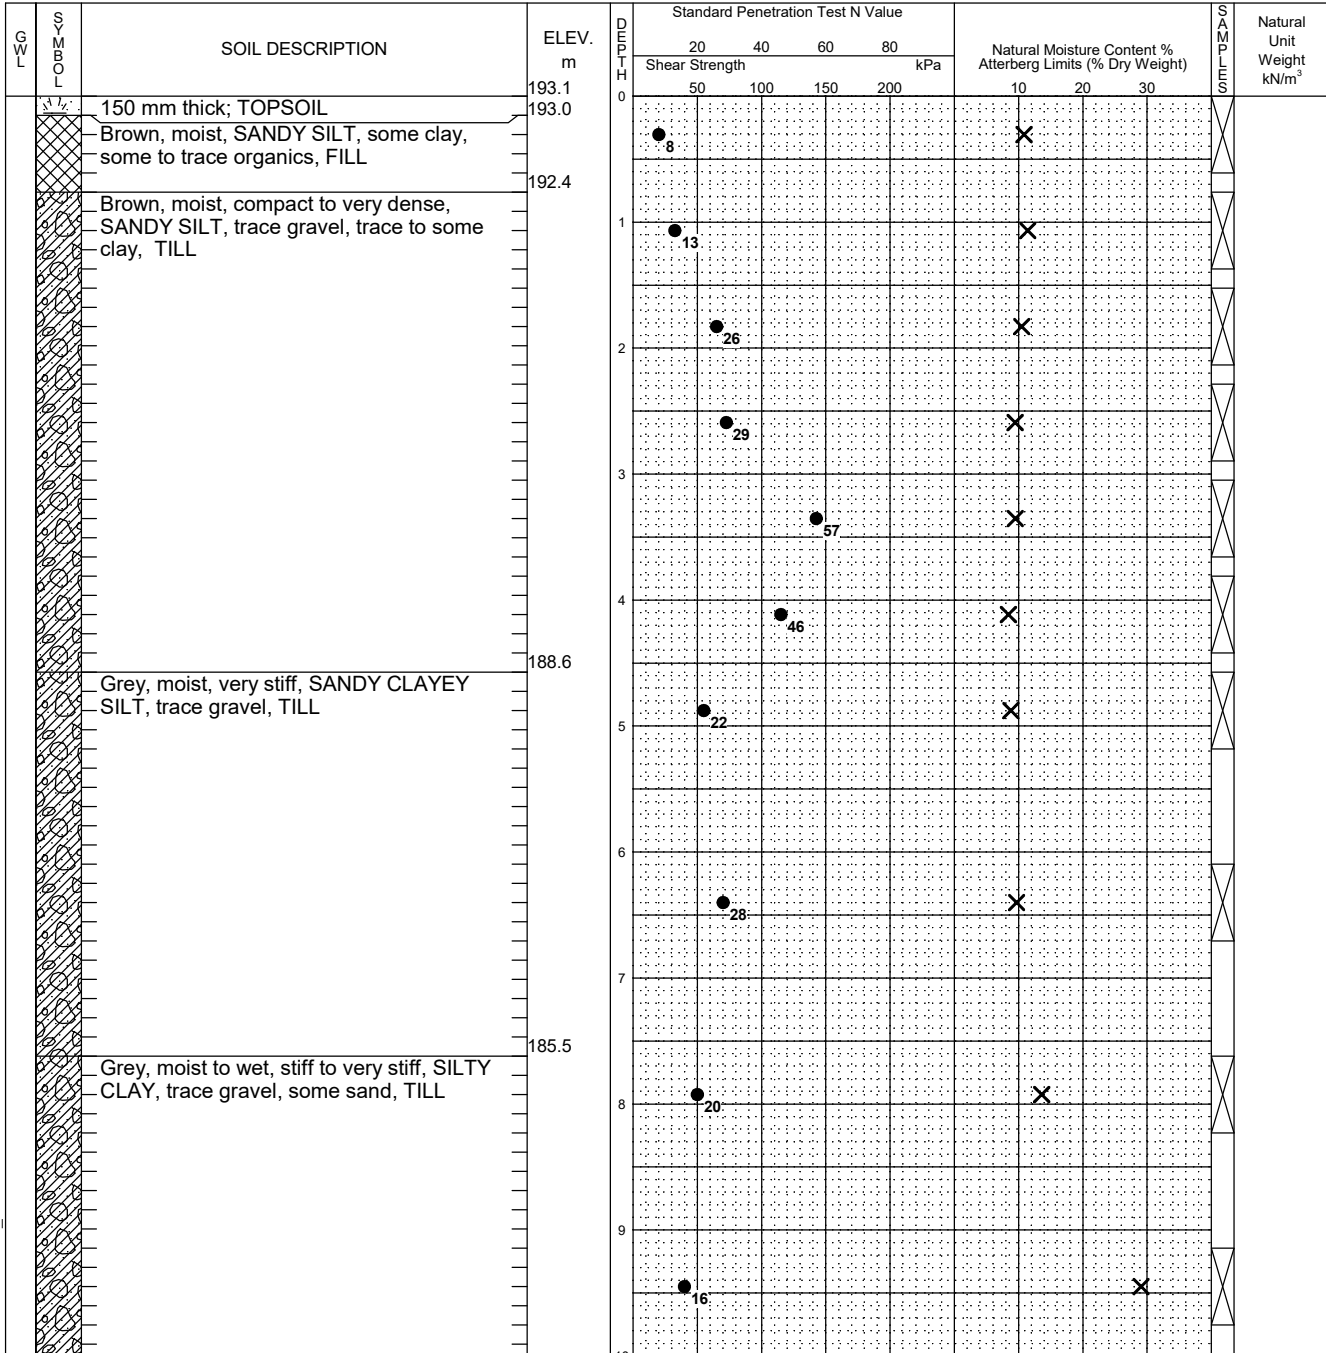 GWL
SYMBOL
SOIL DESCRIPTION
ELEV.
m
193.1
DEPTH
Standard Penetration Test N Value
20 40 60 80
Shear Strength kPa
50 100 150 200
Natural Moisture Content %
Atterberg Limits (% Dry Weight)
10 20 30
SAMPLES
Natural
Unit
Weight
kN/m³
0
150 mm thick; TOPSOIL
193.0
Brown, moist, SANDY SILT, some clay,
some to trace organics, FILL
8
192.4
Brown, moist, compact to very dense,
SANDY SILT, trace gravel, trace to some
clay, TILL
1
13
26
2
29
3
57
4
46
188.6
Grey, moist, very stiff, SANDY CLAYEY
SILT, trace gravel, TILL
22
5
6
28
7
185.5
Grey, moist to wet, stiff to very stiff, SILTY
CLAY, trace gravel, some sand, TILL
20
8
9
16